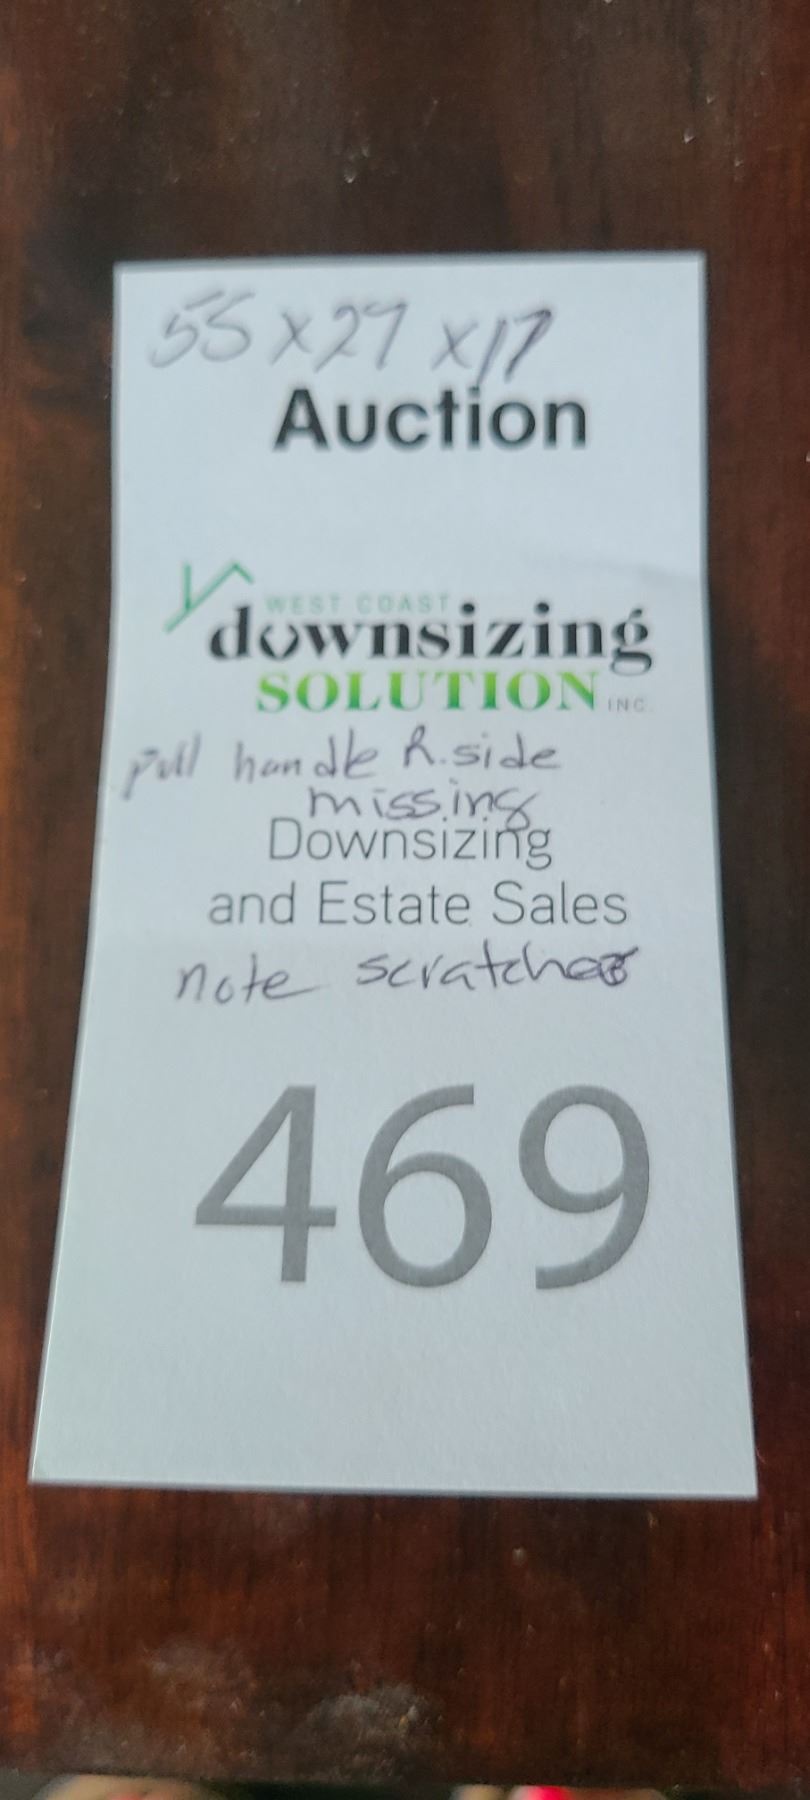 55 x 27 x 17
Auction
WEST COAST
downsizing
SOLUTION INC.
pull handle R. side
missing
Downsizing
and Estate Sales
note scratches
469